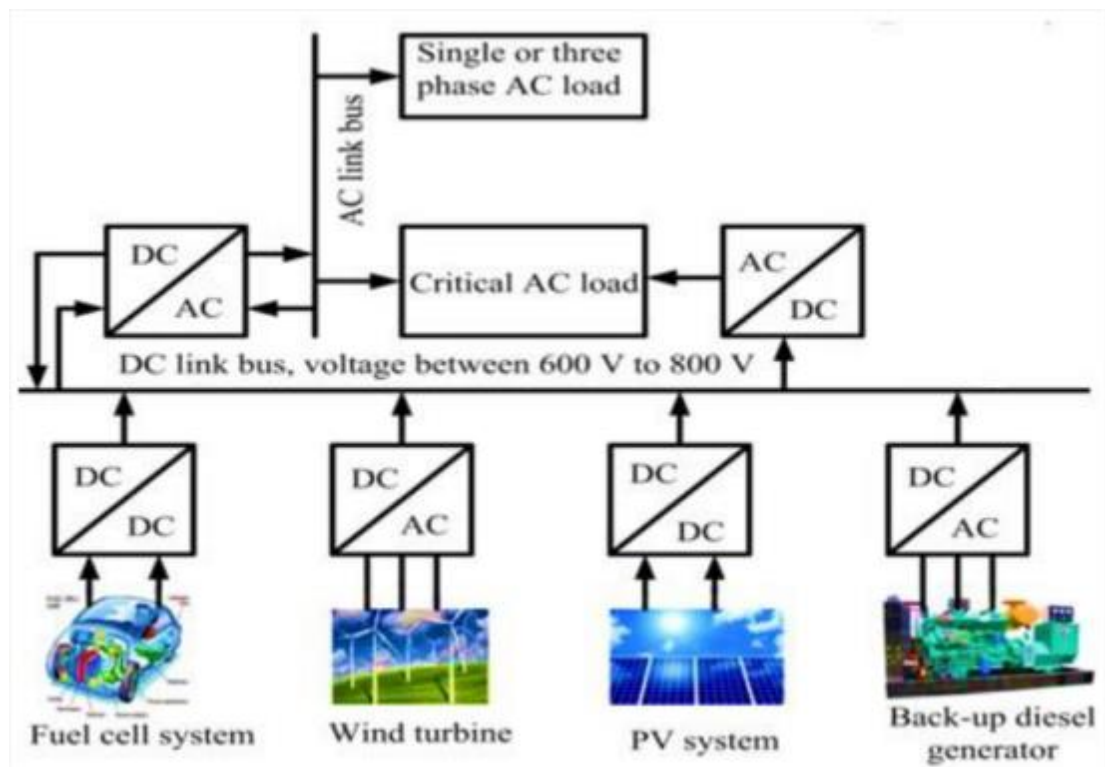 Single or three
phase AC load
AC link bus
DC
AC
Critical AC load
AC
DC
DC link bus, voltage between 600 V to 800 V
DC
DC
DC
AC
DC
DC
DC
AC
Fuel cell system
Wind turbine
PV system
Back-up diesel
generator